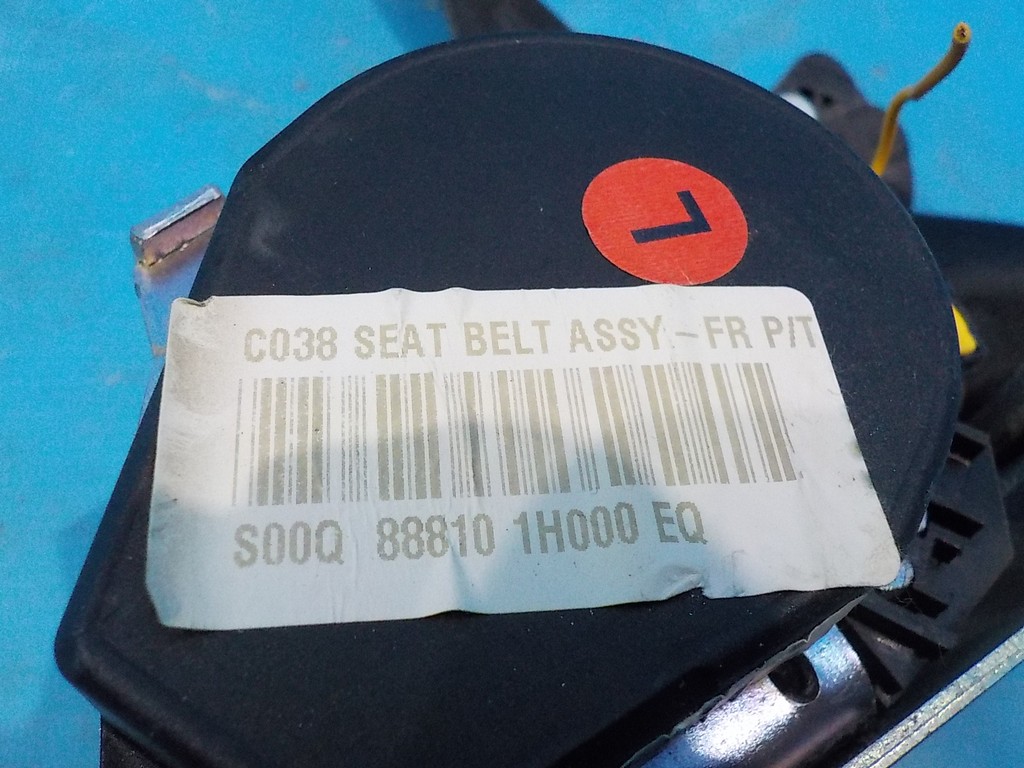 L
C038 SEAT BELT ASSY-FR P/T
S00Q 88810 1H000 EQ